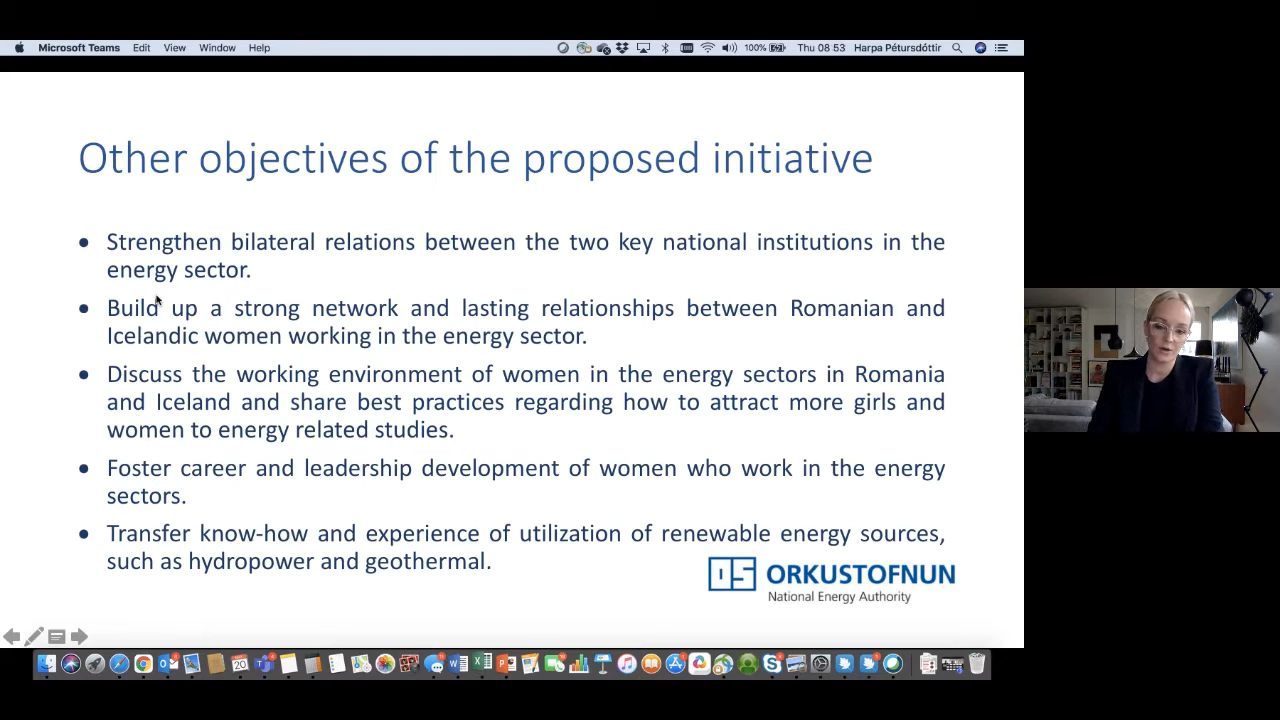 Microsoft Teams Edit View Window Help 100% Thu 08 53 Harpa Pétursdóttir
Other objectives of the proposed initiative
• Strengthen bilateral relations between the two key national institutions in the
energy sector.
• Build up a strong network and lasting relationships between Romanian and
Icelandic women working in the energy sector.
• Discuss the working environment of women in the energy sectors in Romania
and Iceland and share best practices regarding how to attract more girls and
women to energy related studies.
• Foster career and leadership development of women who work in the energy
sectors.
• Transfer know-how and experience of utilization of renewable energy sources,
such as hydropower and geothermal.
OS ORKUSTOFNUN
National Energy Authority
20